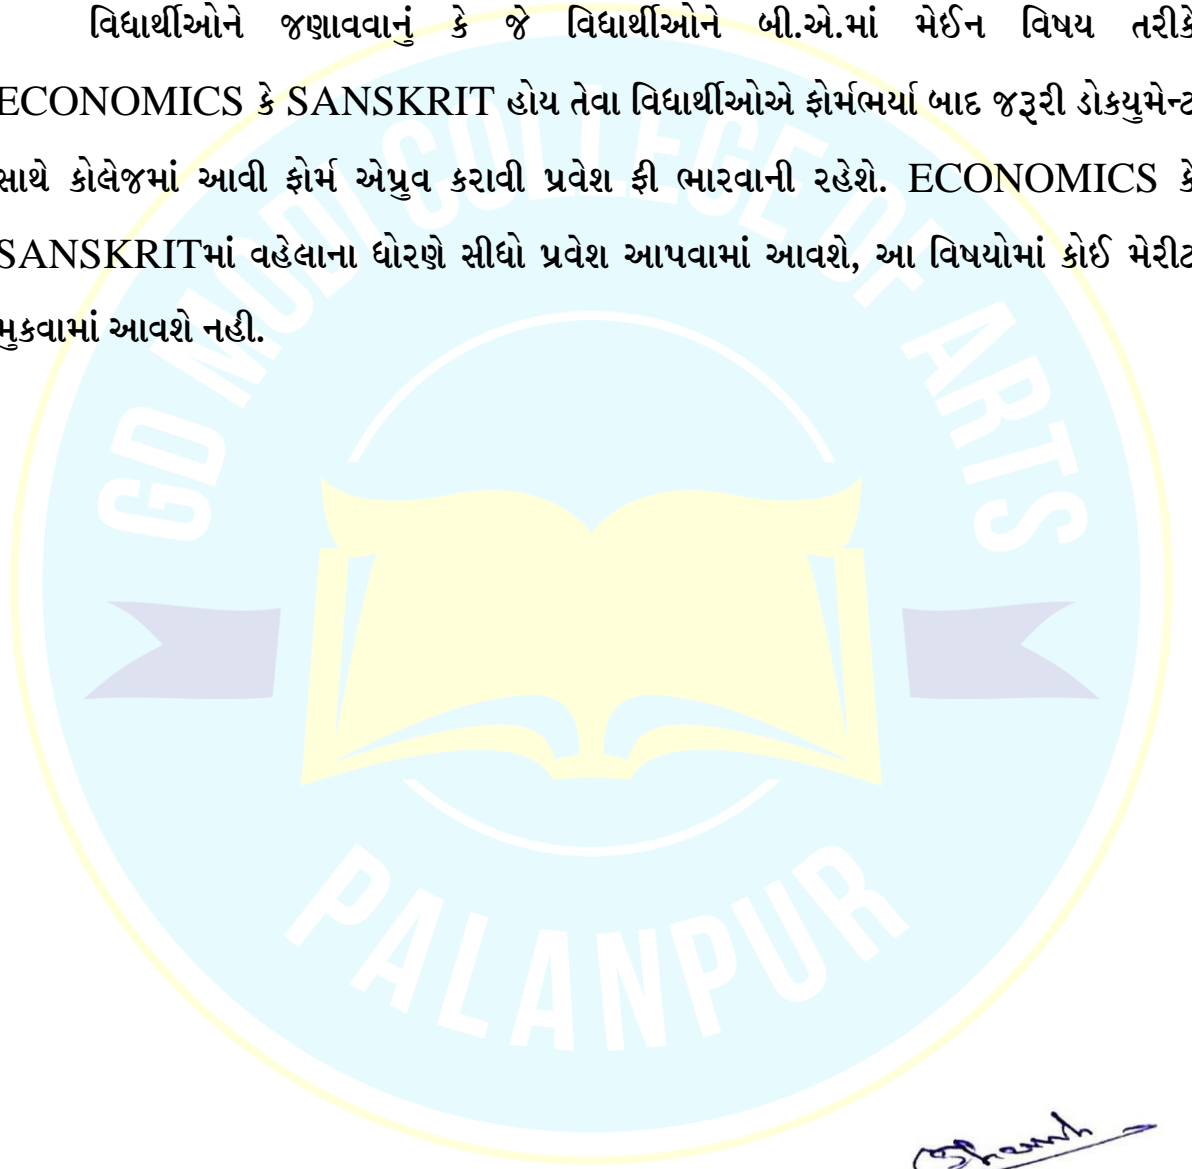 વિદ્યાર્થીઓને જણાવવાનું કે જે વિદ્યાર્થીઓને બી.એ.માં મેઈન વિષય તરીકે
ECONOMICS કે SANSKRIT હોય તેવા વિદ્યાર્થીઓએ ફોર્મભર્યા બાદ જરૂરી ડોકયુમેન્ટ
સાથે કોલેજમાં આવી ફોર્મ એપ્રુવ કરાવી પ્રવેશ ફી ભારવાની રહેશે. ECONOMICS કે
SANSKRITમાં વહેલાના ધોરણે સીધો પ્રવેશ આપવામાં આવશે, આ વિષયોમાં કોઈ મેરીટ
મુકવામાં આવશે નહી.
GD MODI COLLEGE OF ARTS
PALANPUR